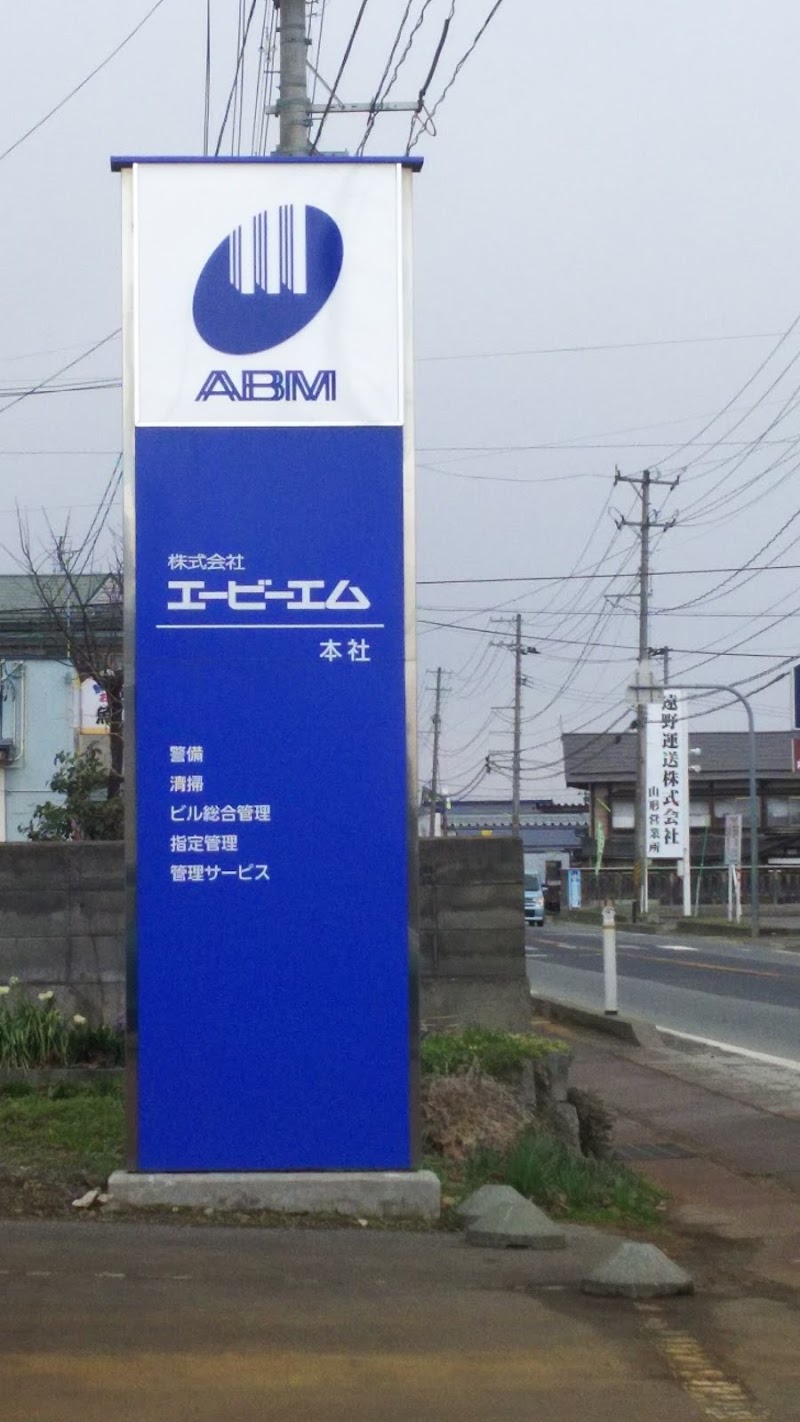 ABM
株式会社
エービーエム
本社
警備
清掃
ビル総合管理
指定管理
管理サービス
遠野運送株式会社
山形営業所